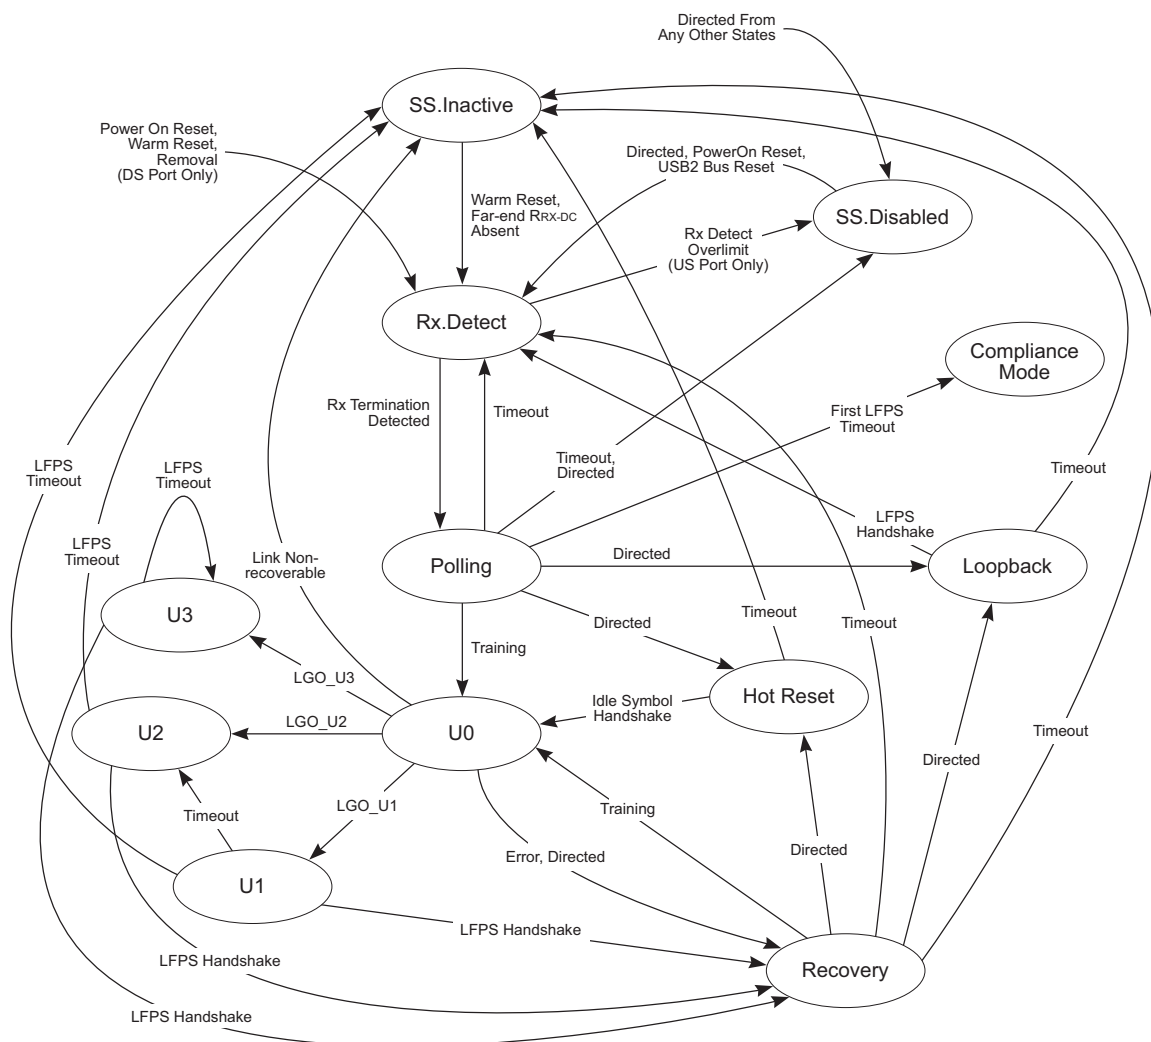 Directed From
Any Other States
SS.Inactive
Power On Reset,
Warm Reset,
Removal
(DS Port Only)
Directed, PowerOn Reset,
USB2 Bus Reset
SS.Disabled
Warm Reset,
Far-end RRX-DC
Absent
Rx Detect
Overlimit
(US Port Only)
Rx.Detect
Compliance
Mode
Rx Termination
Detected
Timeout
First LFPS
Timeout
LFPS
Timeout
LFPS
Timeout
Timeout,
Directed
Timeout
LFPS
Timeout
Link Non-
recoverable
LFPS
Handshake
Polling
Directed
Loopback
U3
Directed
Timeout
Timeout
Training
LGO_U3
Idle Symbol
Handshake
Hot Reset
U2
LGO_U2
U0
Timeout
Directed
Timeout
LGO_U1
Training
Error, Directed
Directed
U1
LFPS Handshake
LFPS Handshake
Recovery
LFPS Handshake